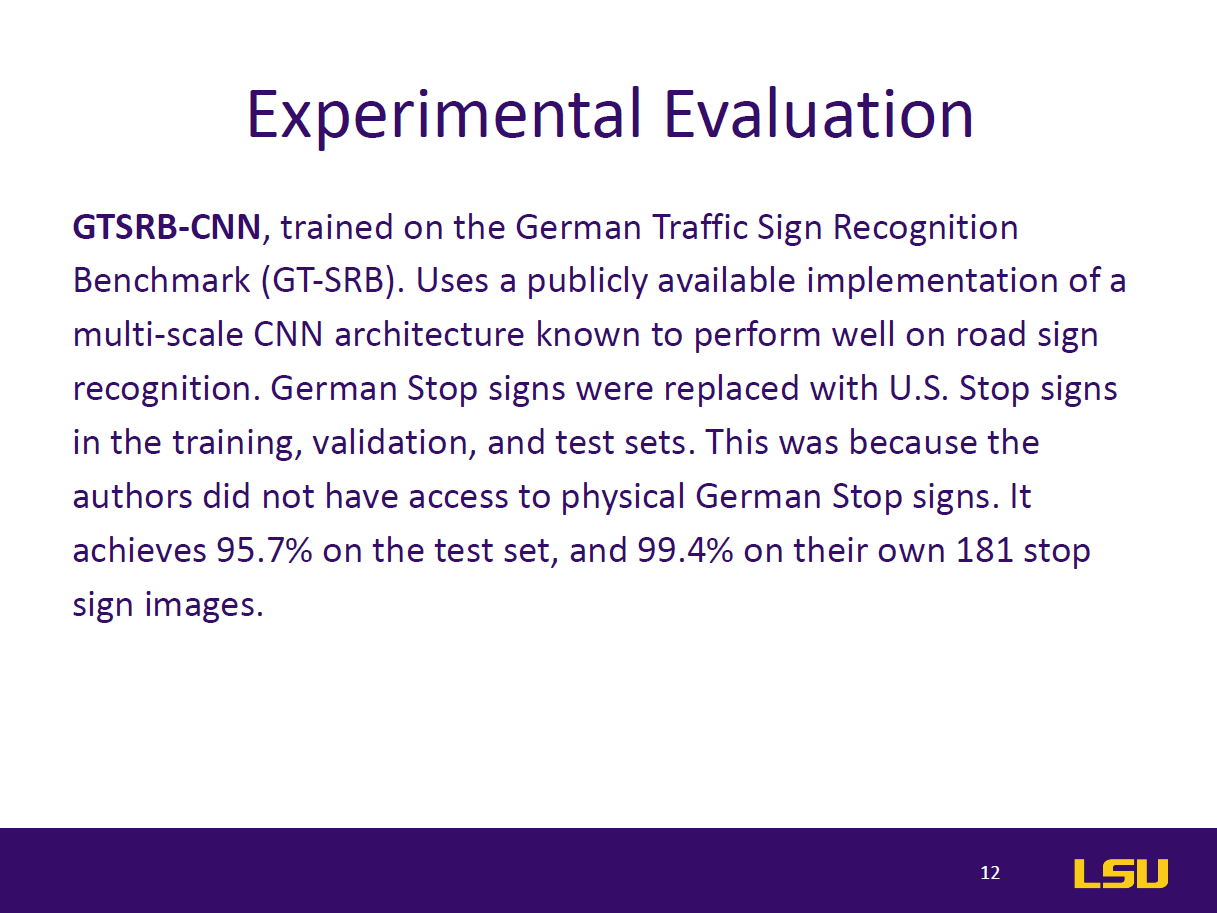 Experimental Evaluation
GTSRB-CNN, trained on the German Traffic Sign Recognition
Benchmark (GT-SRB). Uses a publicly available implementation of a
multi-scale CNN architecture known to perform well on road sign
recognition. German Stop signs were replaced with U.S. Stop signs
in the training, validation, and test sets. This was because the
authors did not have access to physical German Stop signs. It
achieves 95.7% on the test set, and 99.4% on their own 181 stop
sign images.
12
LSU